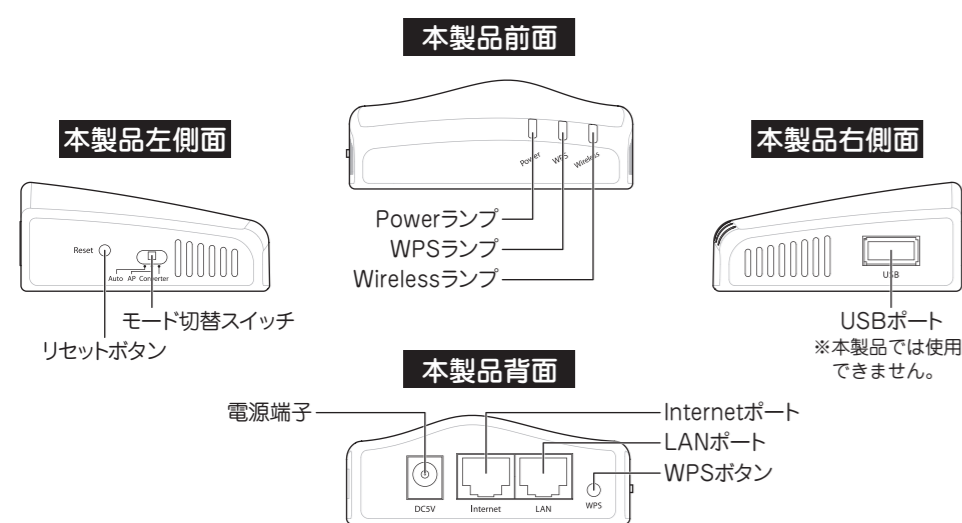 本製品前面
Power
WPS
Wireless
Powerランプ
WPSランプ
Wirelessランプ
本製品左側面
Reset
Auto AP Converter
モード切替スイッチ
リセットボタン
本製品右側面
USB
USBポート
※本製品では使用
できません。
本製品背面
電源端子
Internetポート
LANポート
WPSボタン
DC5V
Internet
LAN
WPS